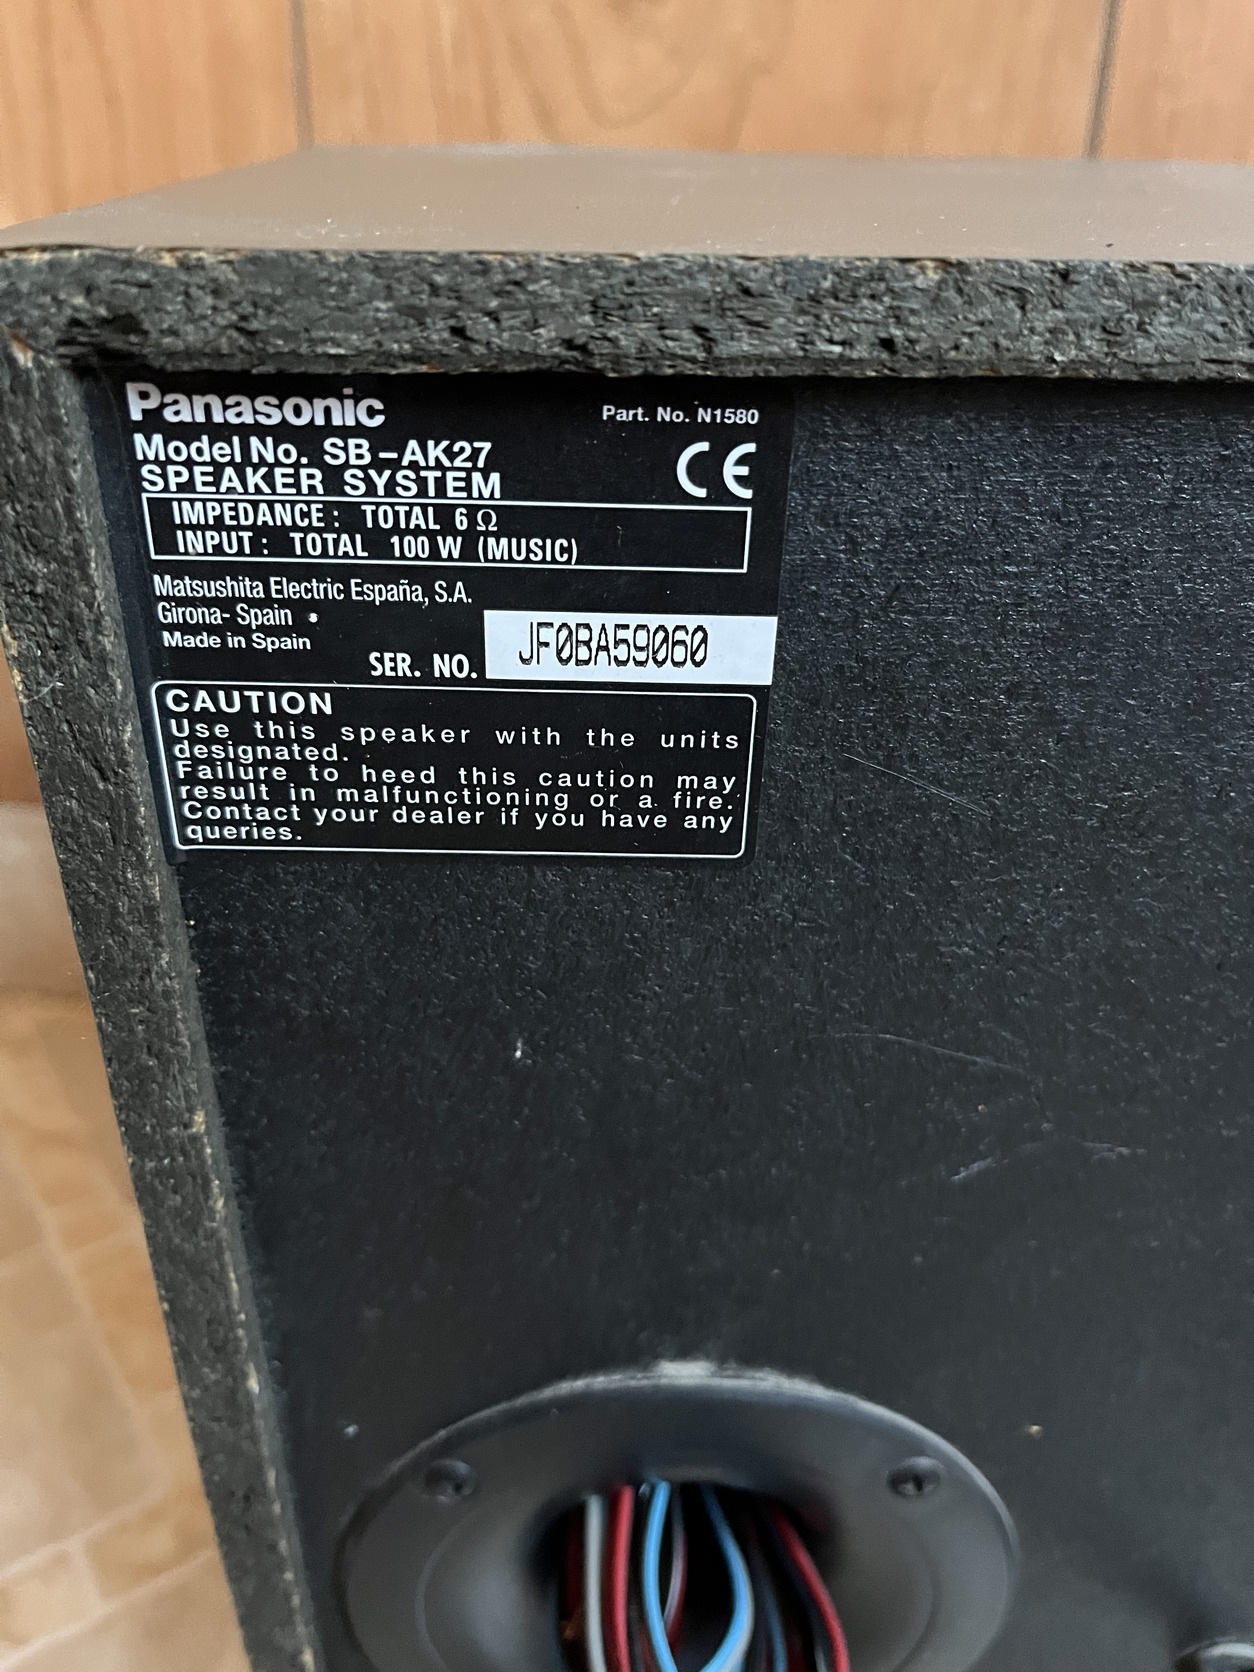 Panasonic
Part. No. N1580
Model No. SB-AK27
SPEAKER SYSTEM
CE
IMPEDANCE : TOTAL 6 Ω
INPUT : TOTAL 100 W (MUSIC)
Matsushita Electric España, S.A.
Girona- Spain
Made in Spain
SER. NO. JF0BA59060
CAUTION
Use this speaker with the units
designated.
Failure to heed this caution may
result in malfunctioning or a fire.
Contact your dealer if you have any
queries.